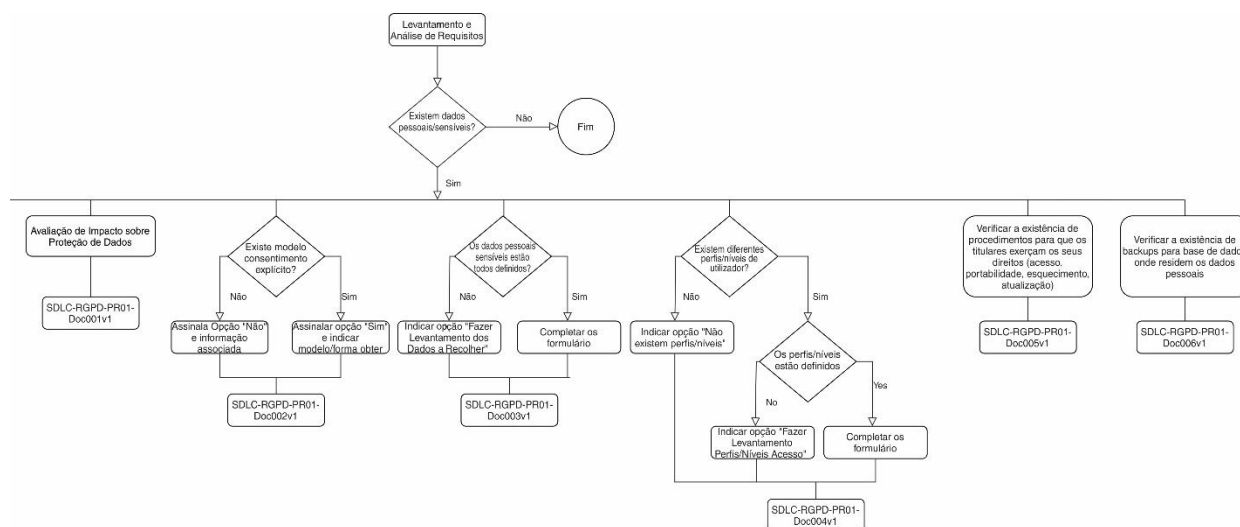 Levantamento e
Análise de Requisitos
Existem dados
pessoais/sensíveis?
Não
Fim
Sim
Avaliação de Impacto sobre
Proteção de Dados
SDLC-RGPD-PR01-
Doc001v1
Existe modelo
consentimento
explícito?
Não
Sim
Assinala Opção "Não"
e informação
associada
Assinalar opção "Sim"
e indicar
modelo/forma obter
SDLC-RGPD-PR01-
Doc002v1
Os dados pessoais
sensíveis estão
todos definidos?
Não
Sim
Indicar opção "Fazer
Levantamento dos
Dados a Recolher"
Completar os
formulário
SDLC-RGPD-PR01-
Doc003v1
Existem diferentes
perfis/níveis de
utilizador?
Não
Sim
Indicar opção "Não
existem perfis/níveis"
Os perfis/níveis
estão definidos
No
Yes
Indicar opção "Fazer
Levantamento
Perfis/Níveis Acesso"
Completar os
formulário
SDLC-RGPD-PR01-
Doc004v1
Verificar a existência de
procedimentos para que os
titulares exerçam os seus
direitos (acesso,
portabilidade, esquecimento,
atualização)
SDLC-RGPD-PR01-
Doc005v1
Verificar a existência de
backups para base de dados
onde residem os dados
pessoais
SDLC-RGPD-PR01-
Doc006v1